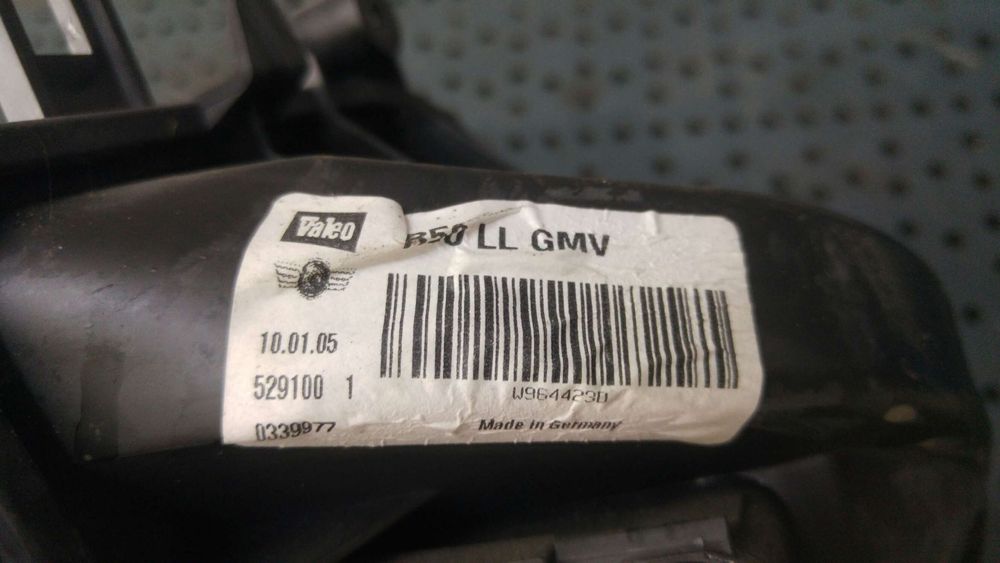 Valeo
R50 LL GMV
10.01.05
529100 1
W964429D
0339977
Made in Germany